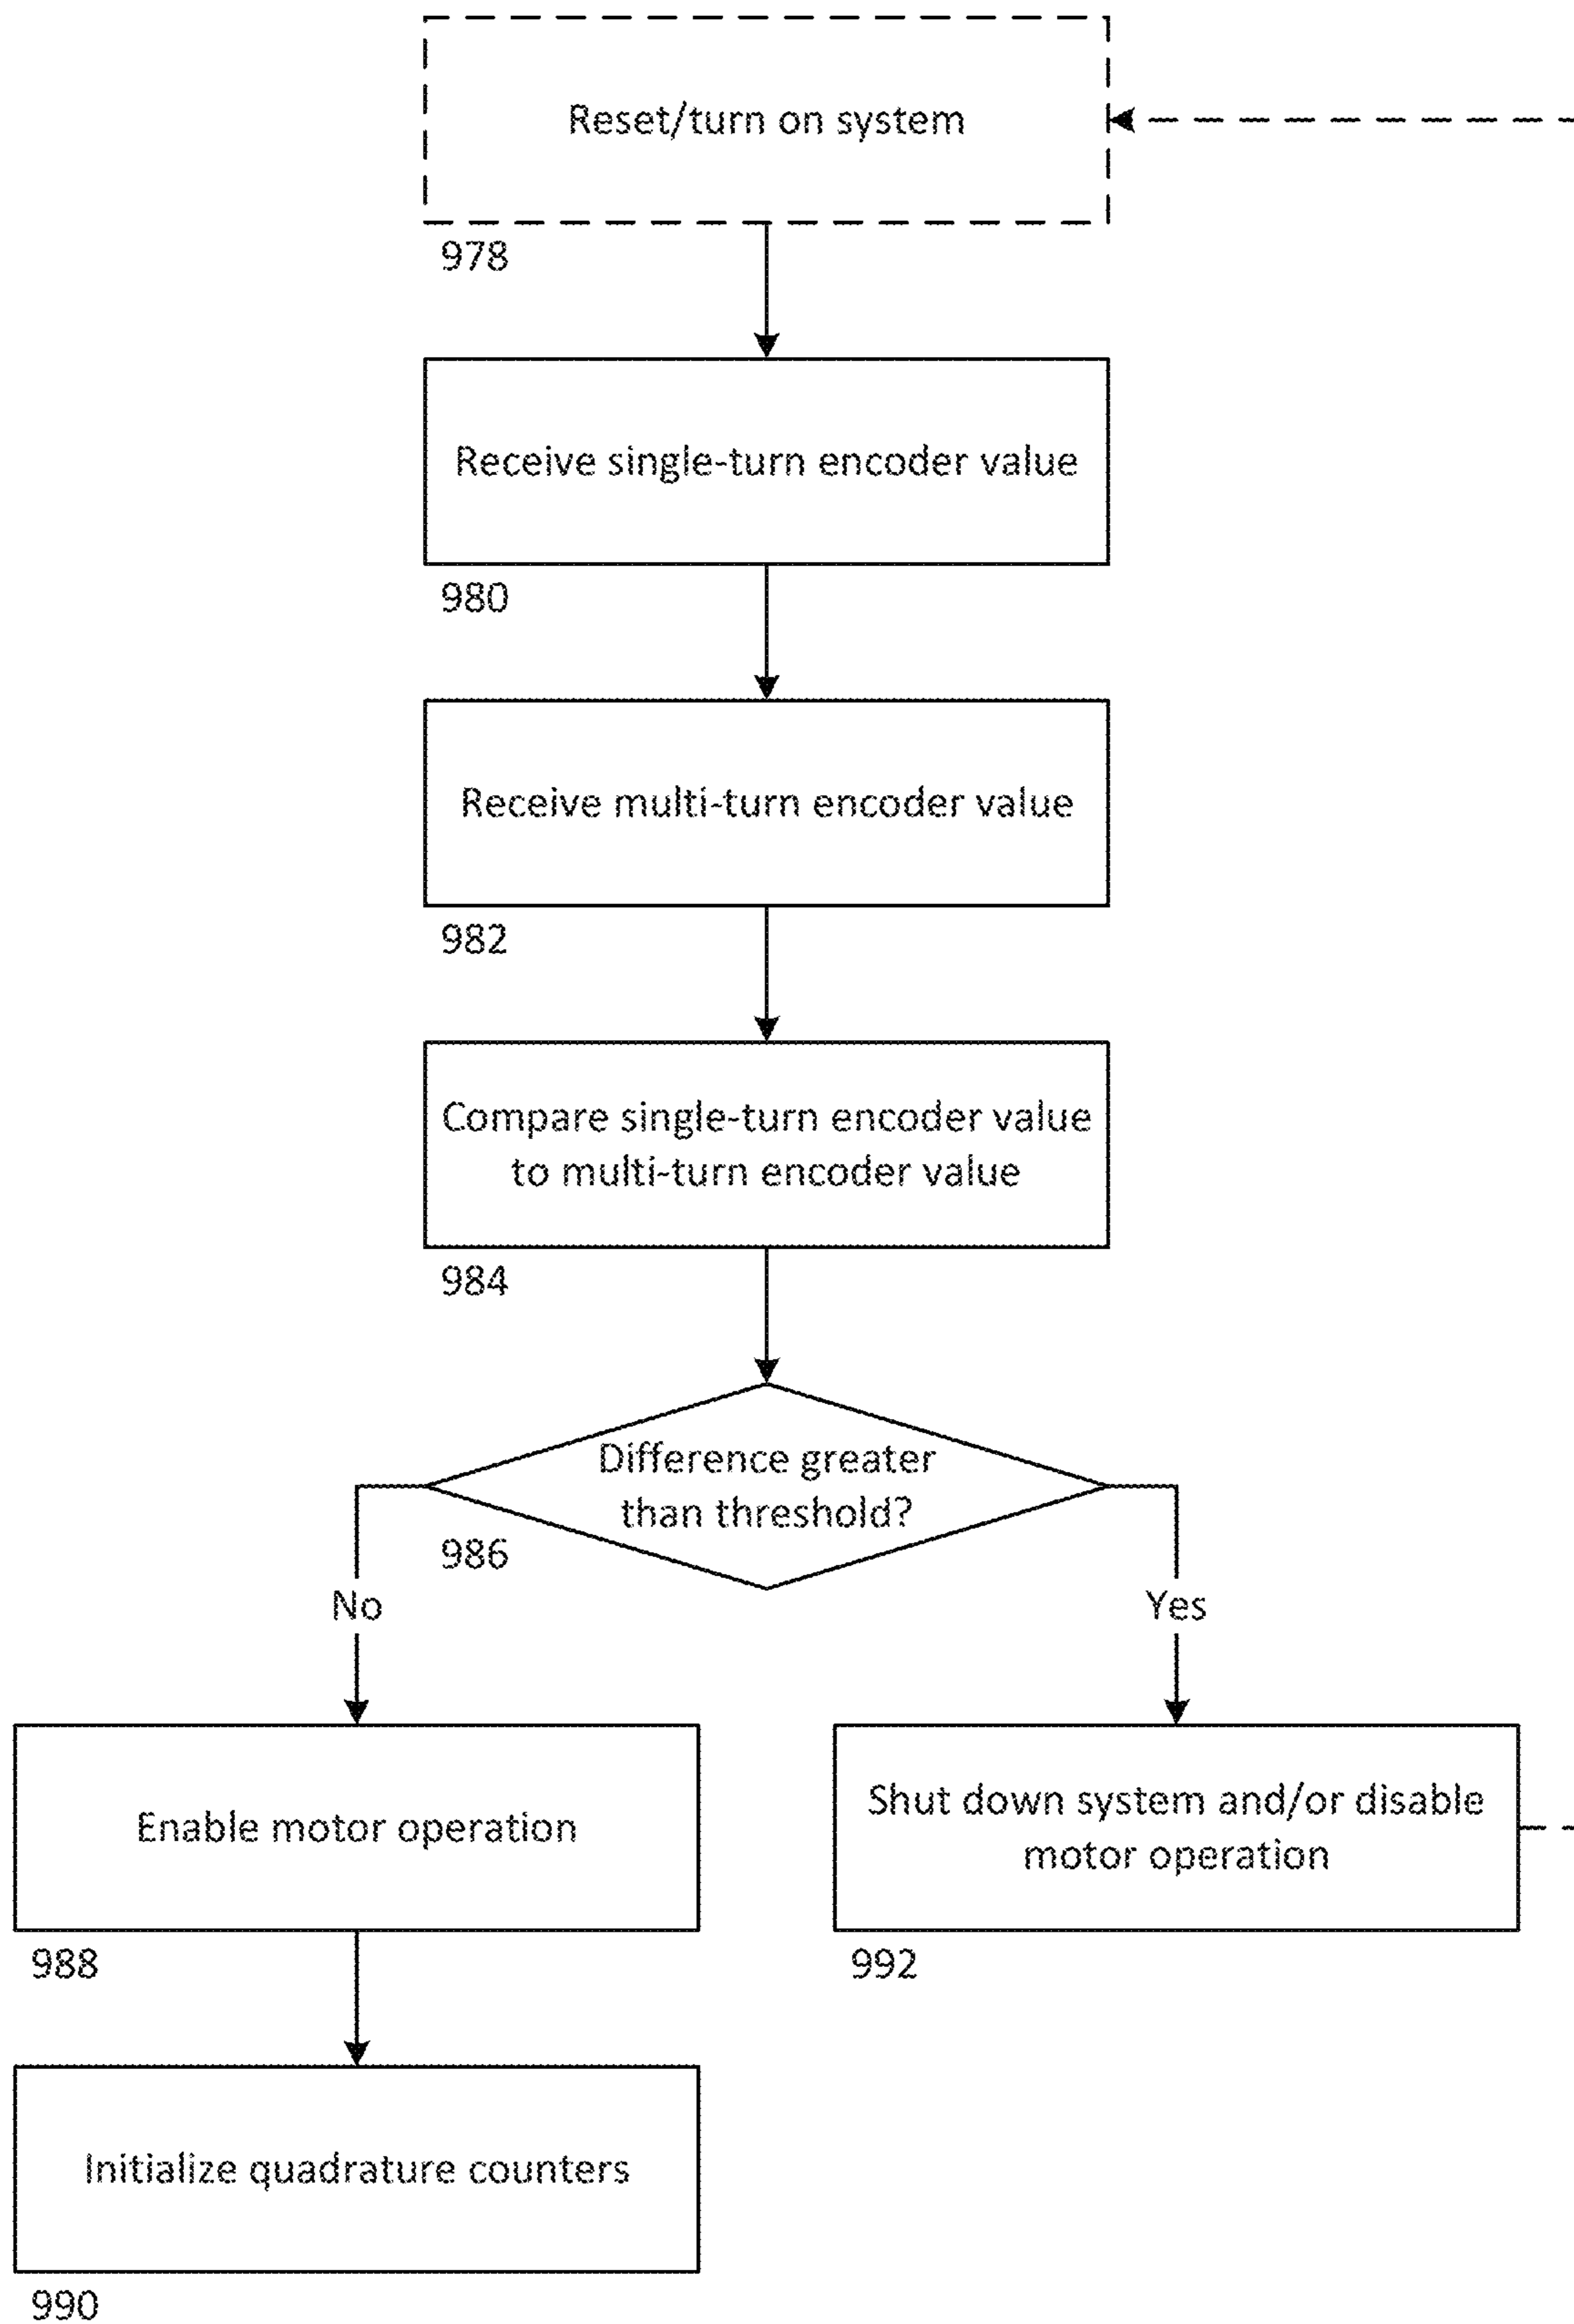 Reset/turn on system
978
Receive single-turn encoder value
980
Receive multi-turn encoder value
982
Compare single-turn encoder value
to multi-turn encoder value
984
Difference greater
than threshold?
986
No
Yes
Enable motor operation
988
Shut down system and/or disable
motor operation
992
Initialize quadrature counters
990